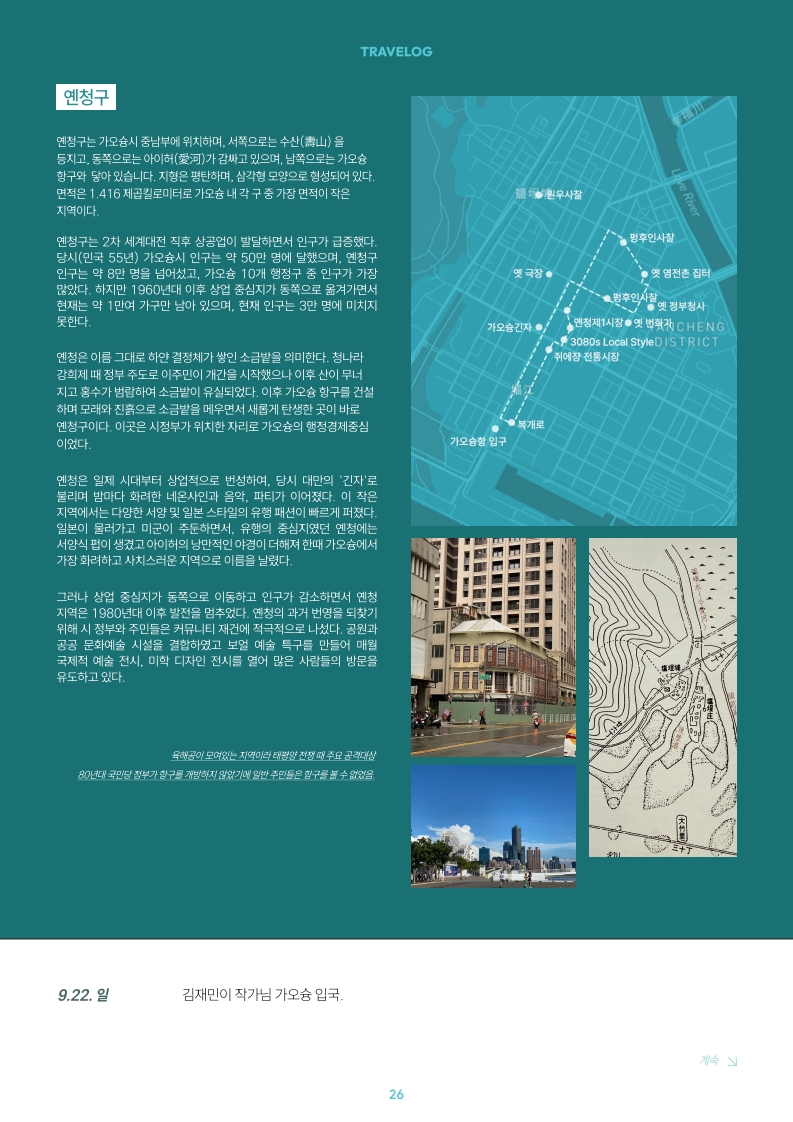 TRAVELOG
옌청구
옌청구는 가오슝시 중남부에 위치하며, 서쪽으로는 수산(壽山) 을
등지고, 동쪽으로는 아이허(愛河)가 감싸고 있으며, 남쪽으로는 가오슝
항구와 닿아 있습니다. 지형은 평탄하며, 삼각형 모양으로 형성되어 있다.
면적은 1.416 제곱킬로미터로 가오슝 내 각 구 중 가장 면적이 작은
지역이다.
옌청구는 2차 세계대전 직후 상공업이 발달하면서 인구가 급증했다.
당시(민국 55년) 가오슝시 인구는 약 50만 명에 달했으며, 옌청구
인구는 약 8만 명을 넘어섰고, 가오슝 10개 행정구 중 인구가 가장
많았다. 하지만 1960년대 이후 상업 중심지가 동쪽으로 옮겨가면서
현재는 약 1만여 가구만 남아 있으며, 현재 인구는 3만 명에 미치지
못한다.
옌청은 이름 그대로 하얀 결정체가 쌓인 소금밭을 의미한다. 청나라
강희제 때 정부 주도로 이주민이 개간을 시작했으나 이후 산이 무너
지고 홍수가 범람하여 소금밭이 유실되었다. 이후 가오슝 항구를 건설
하며 모래와 진흙으로 소금밭을 메우면서 새롭게 탄생한 곳이 바로
옌청구이다. 이곳은 시정부가 위치한 자리로 가오슝의 행정경제중심
이었다.
옌청은 일제 시대부터 상업적으로 번성하여, 당시 대만의 '긴자'로
불리며 밤마다 화려한 네온사인과 음악, 파티가 이어졌다. 이 작은
지역에서는 다양한 서양 및 일본 스타일의 유행 패션이 빠르게 퍼졌다.
일본이 물러가고 미군이 주둔하면서, 유행의 중심지였던 옌청에는
서양식 펍이 생겼고 아이허의 낭만적인 야경이 더해져 한때 가오슝에서
가장 화려하고 사치스러운 지역으로 이름을 날렸다.
그러나 상업 중심지가 동쪽으로 이동하고 인구가 감소하면서 옌청
지역은 1980년대 이후 발전을 멈추었다. 옌청의 과거 번영을 되찾기
위해 시 정부와 주민들은 커뮤니티 재건에 적극적으로 나섰다. 공원과
공공 문화예술 시설을 결합하였고 보얼 예술 특구를 만들어 매월
국제적 예술 전시, 미학 디자인 전시를 열어 많은 사람들의 방문을
유도하고 있다.
육해공이 모여있는 지역이라 태평양 전쟁 때 주요 공격대상
80년대 국민당 정부가 항구를 개방하지 않았기에 일반 주민들은 항구를 볼 수 없었음.
Love River
원우사찰
펑후인사찰
옛 극장
옛 염전촌 집터
펑후인사찰
옛 정부청사
가오슝긴자
옌청제1시장
옛 번화가
YANCHENG
DISTRICT
3080s Local Style
쥐에쟝 전통시장
堀江
복개로
가오슝항 입구
塩埕埔
塩埕庄
大竹里
三十丁
9.22. 일
김재민이 작가님 가오슝 입국.
계속
26